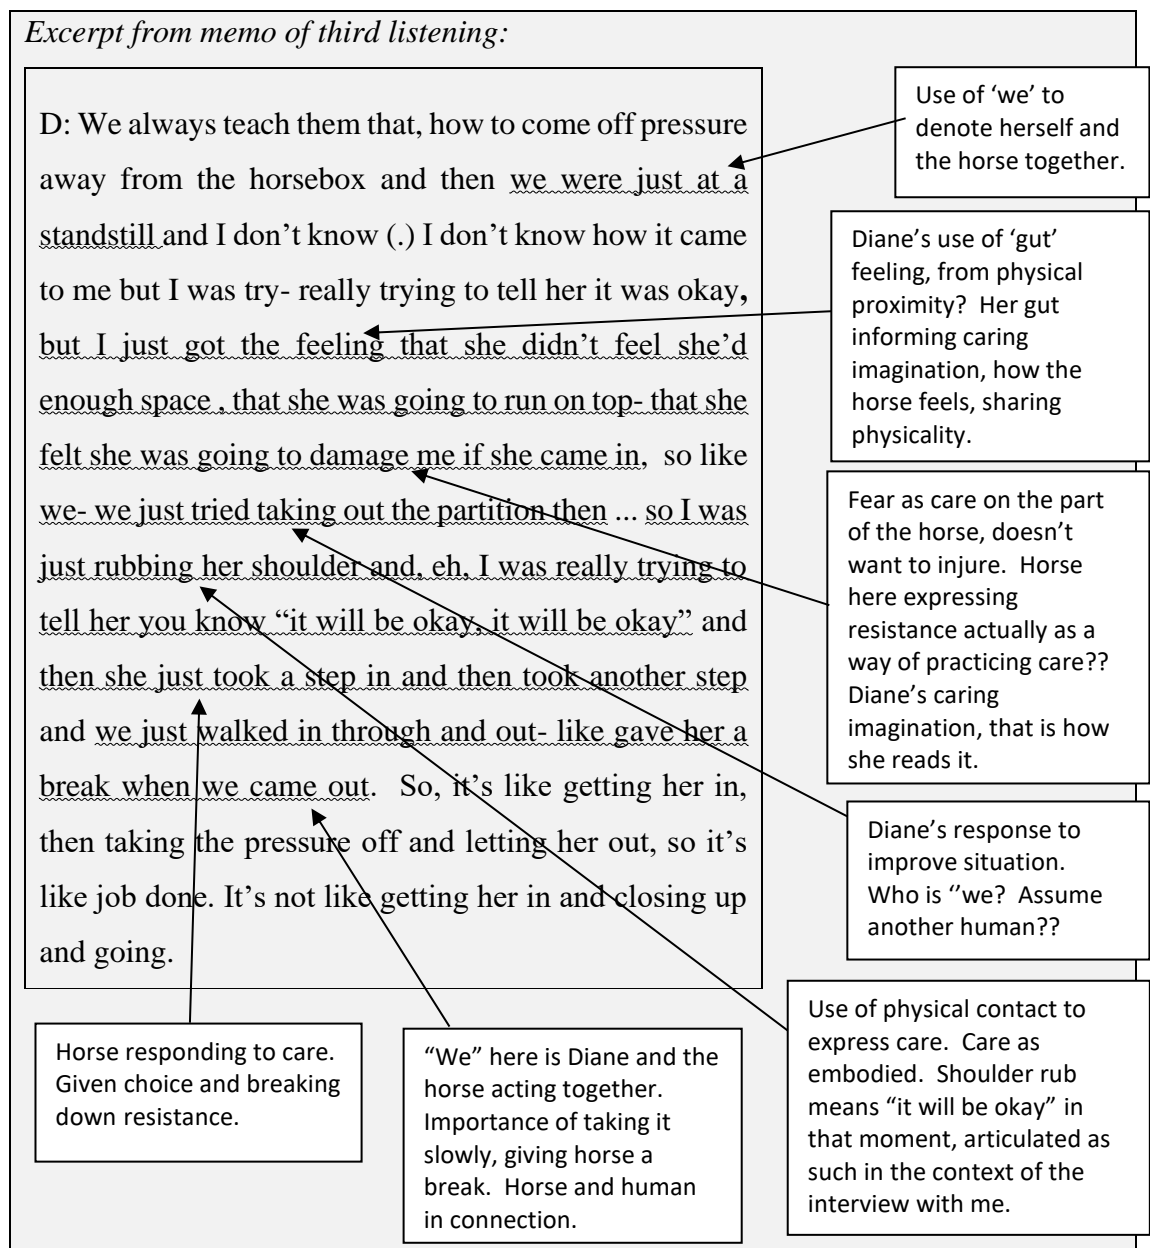 Excerpt from memo of third listening:
D: We always teach them that, how to come off pressure
away from the horsebox and then we were just at a
standstill and I don’t know (.) I don’t know how it came
to me but I was try- really trying to tell her it was okay,
but I just got the feeling that she didn’t feel she’d
enough space , that she was going to run on top- that she
felt she was going to damage me if she came in, so like
we- we just tried taking out the partition then ... so I was
just rubbing her shoulder and, eh, I was really trying to
tell her you know “it will be okay, it will be okay” and
then she just took a step in and then took another step
and we just walked in through and out- like gave her a
break when we came out. So, it’s like getting her in,
then taking the pressure off and letting her out, so it’s
like job done. It’s not like getting her in and closing up
and going.
Use of ‘we’ to
denote herself and
the horse together.
Diane’s use of ‘gut’
feeling, from physical
proximity? Her gut
informing caring
imagination, how the
horse feels, sharing
physicality.
Fear as care on the part
of the horse, doesn’t
want to injure. Horse
here expressing
resistance actually as a
way of practicing care??
Diane’s caring
imagination, that is how
she reads it.
Diane’s response to
improve situation.
Who is ‘’we? Assume
another human??
Use of physical contact to
express care. Care as
embodied. Shoulder rub
means “it will be okay” in
that moment, articulated as
such in the context of the
interview with me.
Horse responding to care.
Given choice and breaking
down resistance.
“We” here is Diane and the
horse acting together.
Importance of taking it
slowly, giving horse a
break. Horse and human
in connection.